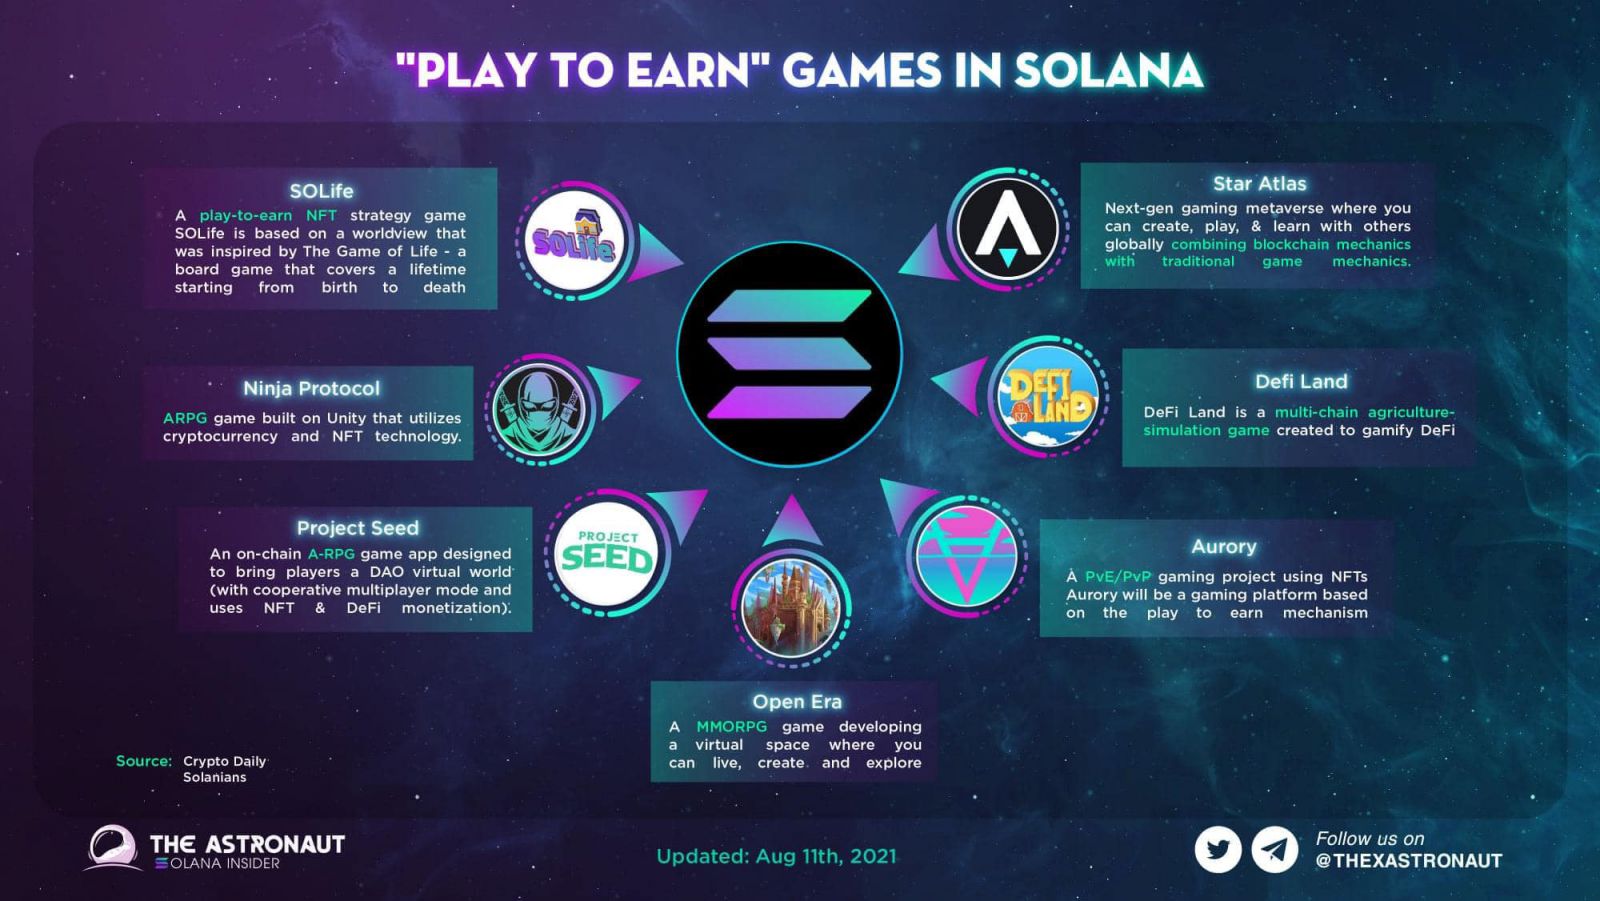 "PLAY TO EARN" GAMES IN SOLANA
SOLife
A play-to-earn NFT strategy game
SOLife is based on a worldview that
was inspired by The Game of Life - a
board game that covers a lifetime
starting from birth to death
SOLife
Star Atlas
Next-gen gaming metaverse where you
can create, play, & learn with others
globally combining blockchain mechanics
with traditional game mechanics.
Ninja Protocol
ARPG game built on Unity that utilizes
cryptocurrency and NFT technology.
DEFI
LAND
Defi Land
DeFi Land is a multi-chain agriculture-
simulation game created to gamify DeFi
Project Seed
An on-chain A-RPG game app designed
to bring players a DAO virtual world
(with cooperative multiplayer mode and
uses NFT & DeFi monetization).
PROJECT
SEED
Aurory
A PvE/PvP gaming project using NFTs
Aurory will be a gaming platform based
on the play to earn mechanism
Open Era
A MMORPG game developing
a virtual space where you
can live, create and explore
Source: Crypto Daily
Solanians
THE ASTRONAUT
SOLANA INSIDER
Updated: Aug 11th, 2021
Follow us on
@THEXASTRONAUT